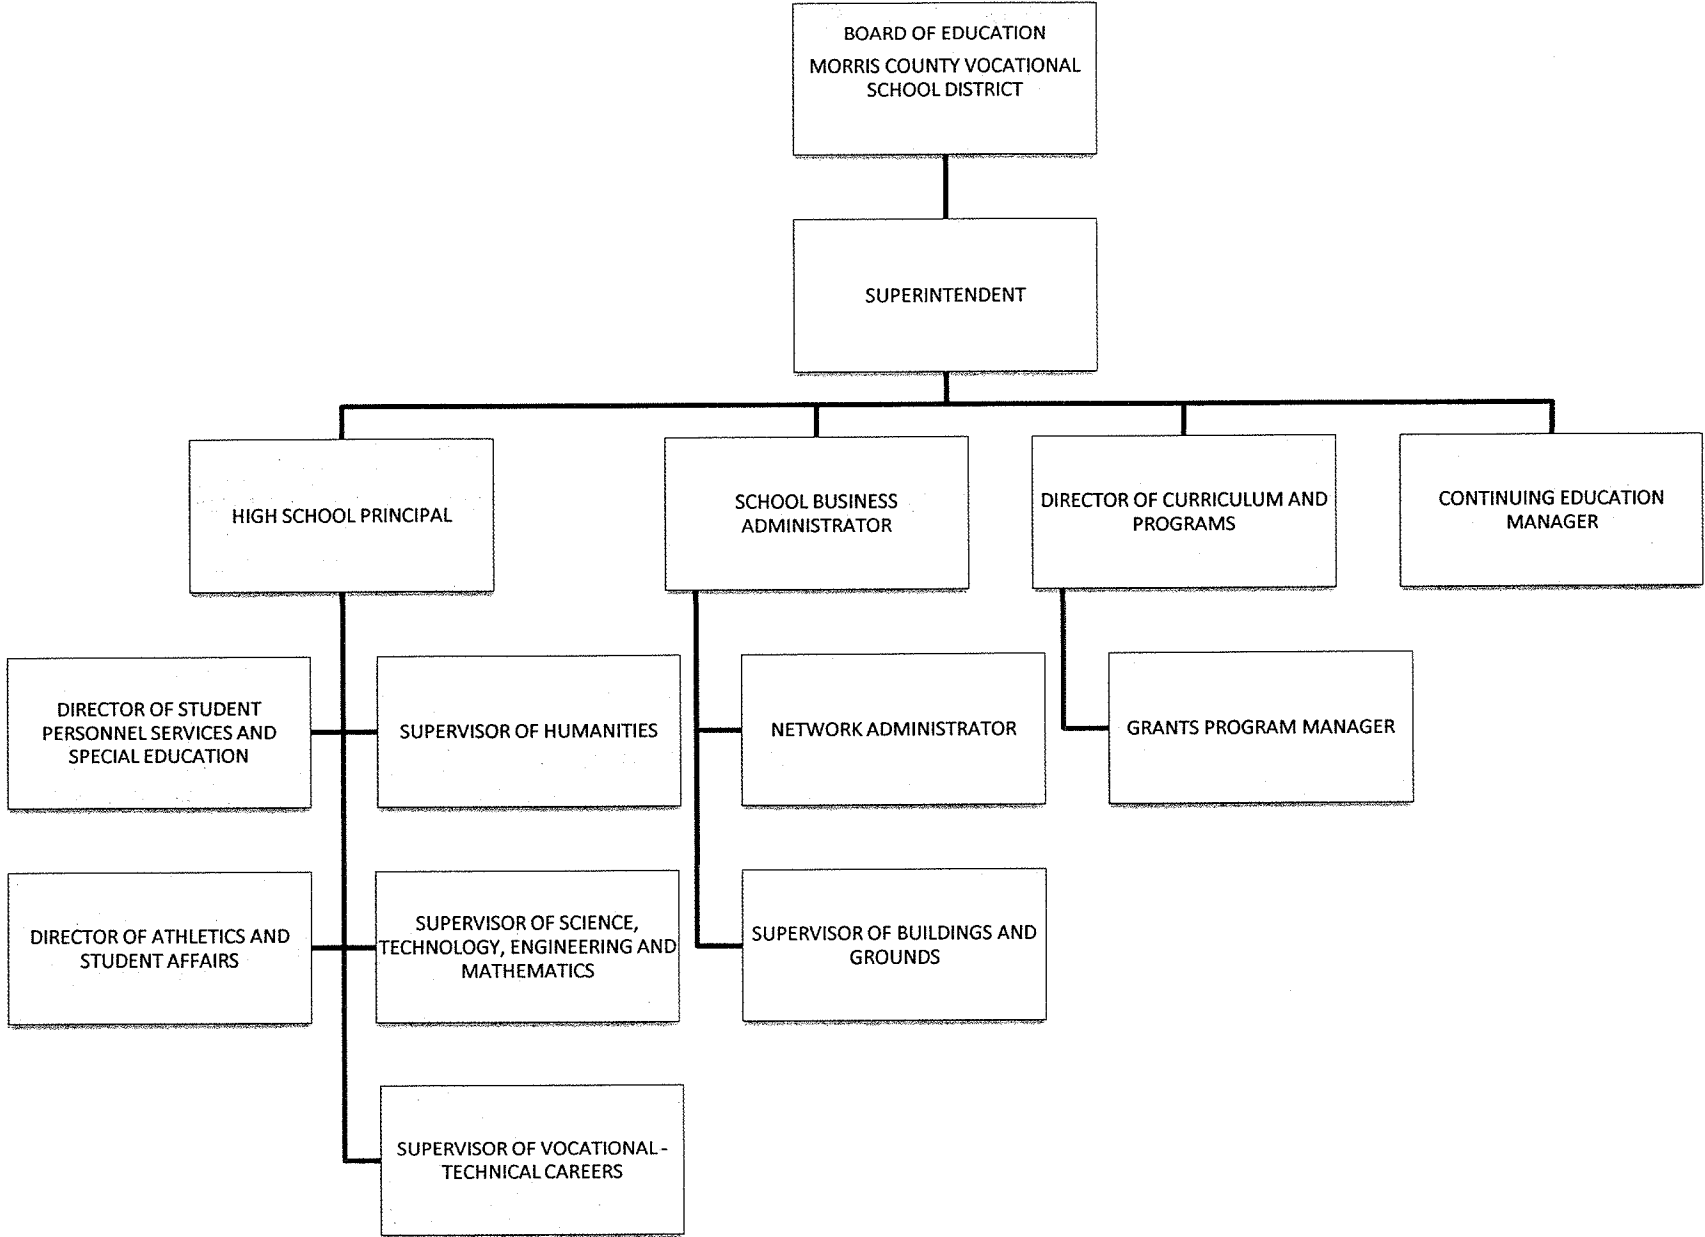 BOARD OF EDUCATION
MORRIS COUNTY VOCATIONAL
SCHOOL DISTRICT
SUPERINTENDENT
HIGH SCHOOL PRINCIPAL
SCHOOL BUSINESS
ADMINISTRATOR
DIRECTOR OF CURRICULUM AND
PROGRAMS
CONTINUING EDUCATION
MANAGER
DIRECTOR OF STUDENT
PERSONNEL SERVICES AND
SPECIAL EDUCATION
SUPERVISOR OF HUMANITIES
NETWORK ADMINISTRATOR
GRANTS PROGRAM MANAGER
DIRECTOR OF ATHLETICS AND
STUDENT AFFAIRS
SUPERVISOR OF SCIENCE,
TECHNOLOGY, ENGINEERING AND
MATHEMATICS
SUPERVISOR OF BUILDINGS AND
GROUNDS
SUPERVISOR OF VOCATIONAL-
TECHNICAL CAREERS